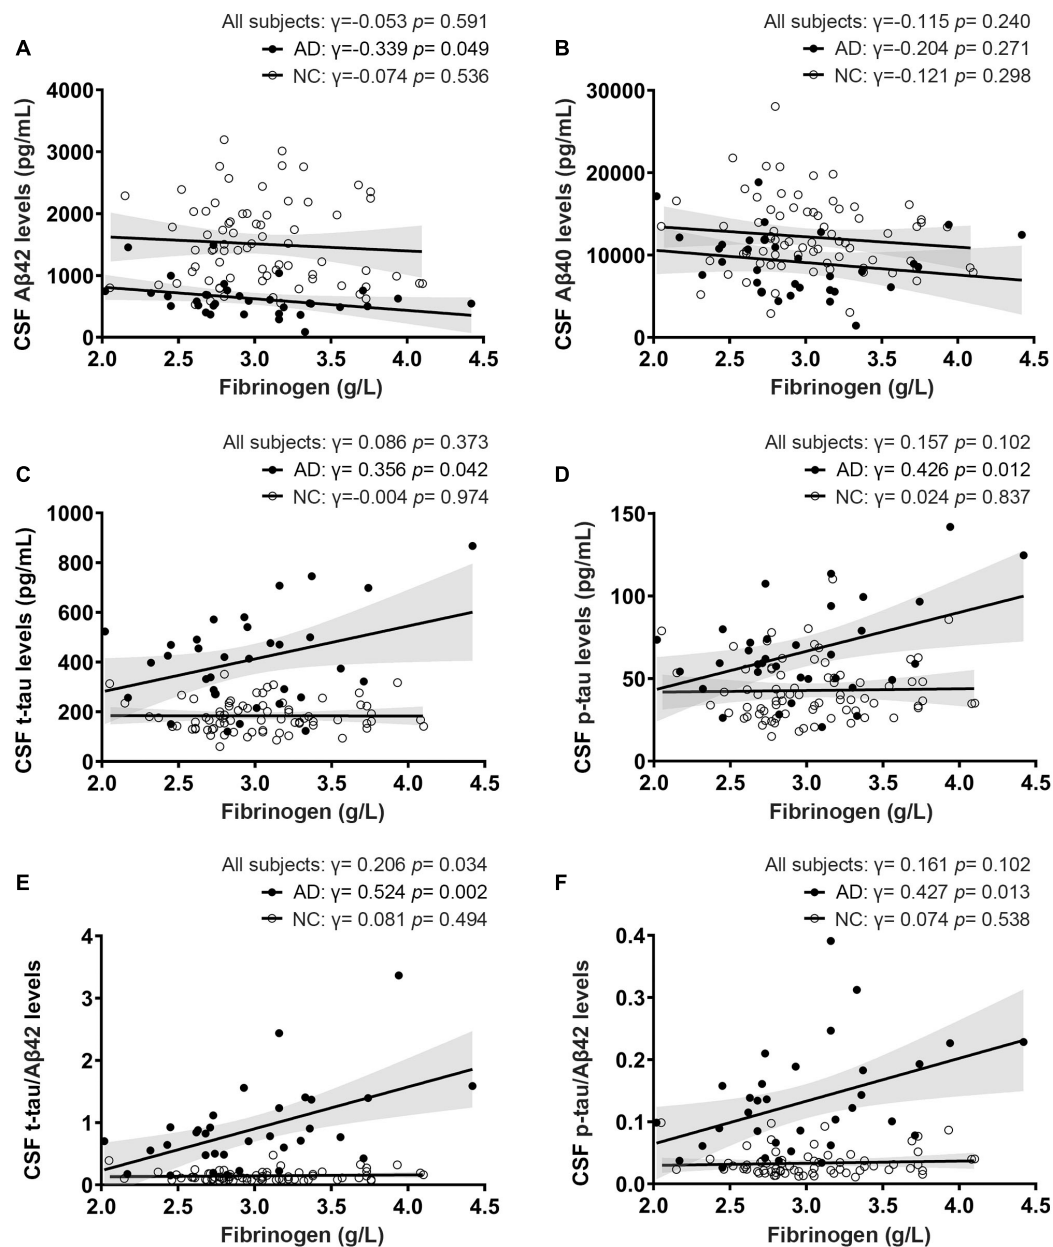 A
All subjects: γ=-0.053 p= 0.591
AD: γ=-0.339 p= 0.049
NC: γ=-0.074 p= 0.536
CSF Aβ42 levels (pg/mL)
4000
3000
2000
1000
0
2.0 2.5 3.0 3.5 4.0 4.5
Fibrinogen (g/L)
B
All subjects: γ=-0.115 p= 0.240
AD: γ=-0.204 p= 0.271
NC: γ=-0.121 p= 0.298
CSF Aβ40 levels (pg/mL)
30000
20000
10000
0
2.0 2.5 3.0 3.5 4.0 4.5
Fibrinogen (g/L)
C
All subjects: γ= 0.086 p= 0.373
AD: γ= 0.356 p= 0.042
NC: γ=-0.004 p= 0.974
CSF t-tau levels (pg/mL)
1000
800
600
400
200
0
2.0 2.5 3.0 3.5 4.0 4.5
Fibrinogen (g/L)
D
All subjects: γ= 0.157 p= 0.102
AD: γ= 0.426 p= 0.012
NC: γ= 0.024 p= 0.837
CSF p-tau levels (pg/mL)
150
100
50
0
2.0 2.5 3.0 3.5 4.0 4.5
Fibrinogen (g/L)
E
All subjects: γ= 0.206 p= 0.034
AD: γ= 0.524 p= 0.002
NC: γ= 0.081 p= 0.494
CSF t-tau/Aβ42 levels
4
3
2
1
0
2.0 2.5 3.0 3.5 4.0 4.5
Fibrinogen (g/L)
F
All subjects: γ= 0.161 p= 0.102
AD: γ= 0.427 p= 0.013
NC: γ= 0.074 p= 0.538
CSF p-tau/Aβ42 levels
0.4
0.3
0.2
0.1
0.0
2.0 2.5 3.0 3.5 4.0 4.5
Fibrinogen (g/L)